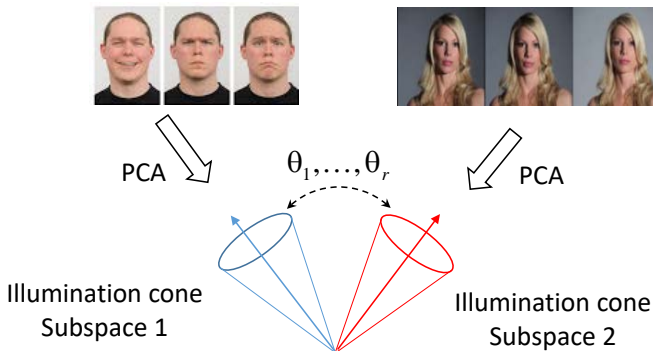 PCA
θ₁,…,θᵣ
PCA
Illumination cone
Subspace 1
Illumination cone
Subspace 2